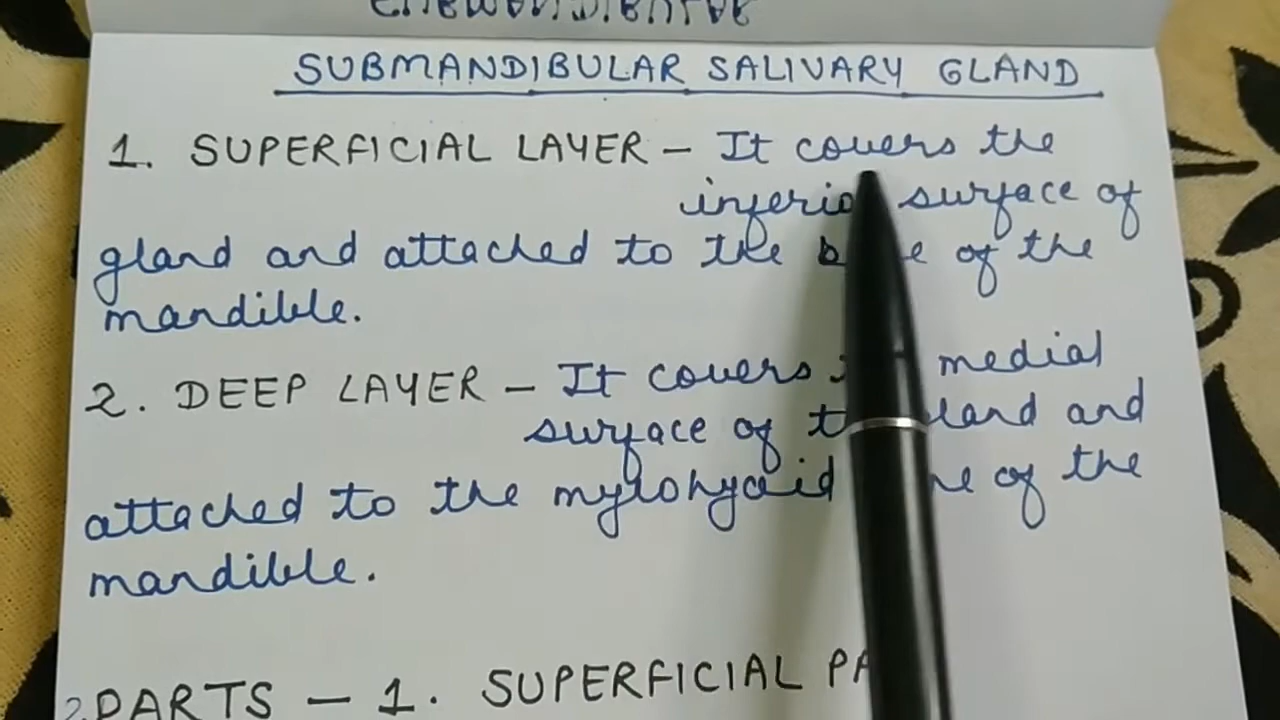 SUBMANDIBULAR SALIVARY GLAND
1. SUPERFICIAL LAYER - It covers the
surface of
gland and attached to the of the
mandible.
2. DEEP LAYER - It covers medial
surface of and
attached to the mylohyoid of the
mandible.
2 PARTS - 1. SUPERFICIAL